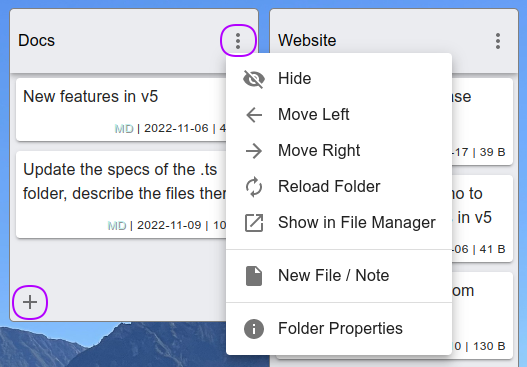 Docs
New features in v5
MD | 2022-11-06 | 4
Update the specs of the .ts
folder, describe the files
MD | 2022-11-09 | 10
Website
-17 | 39 B
to
in v5
-06 | 41 B
| 130 B
Hide
Move Left
Move Right
Reload Folder
Show in File Manager
New File / Note
Folder Properties